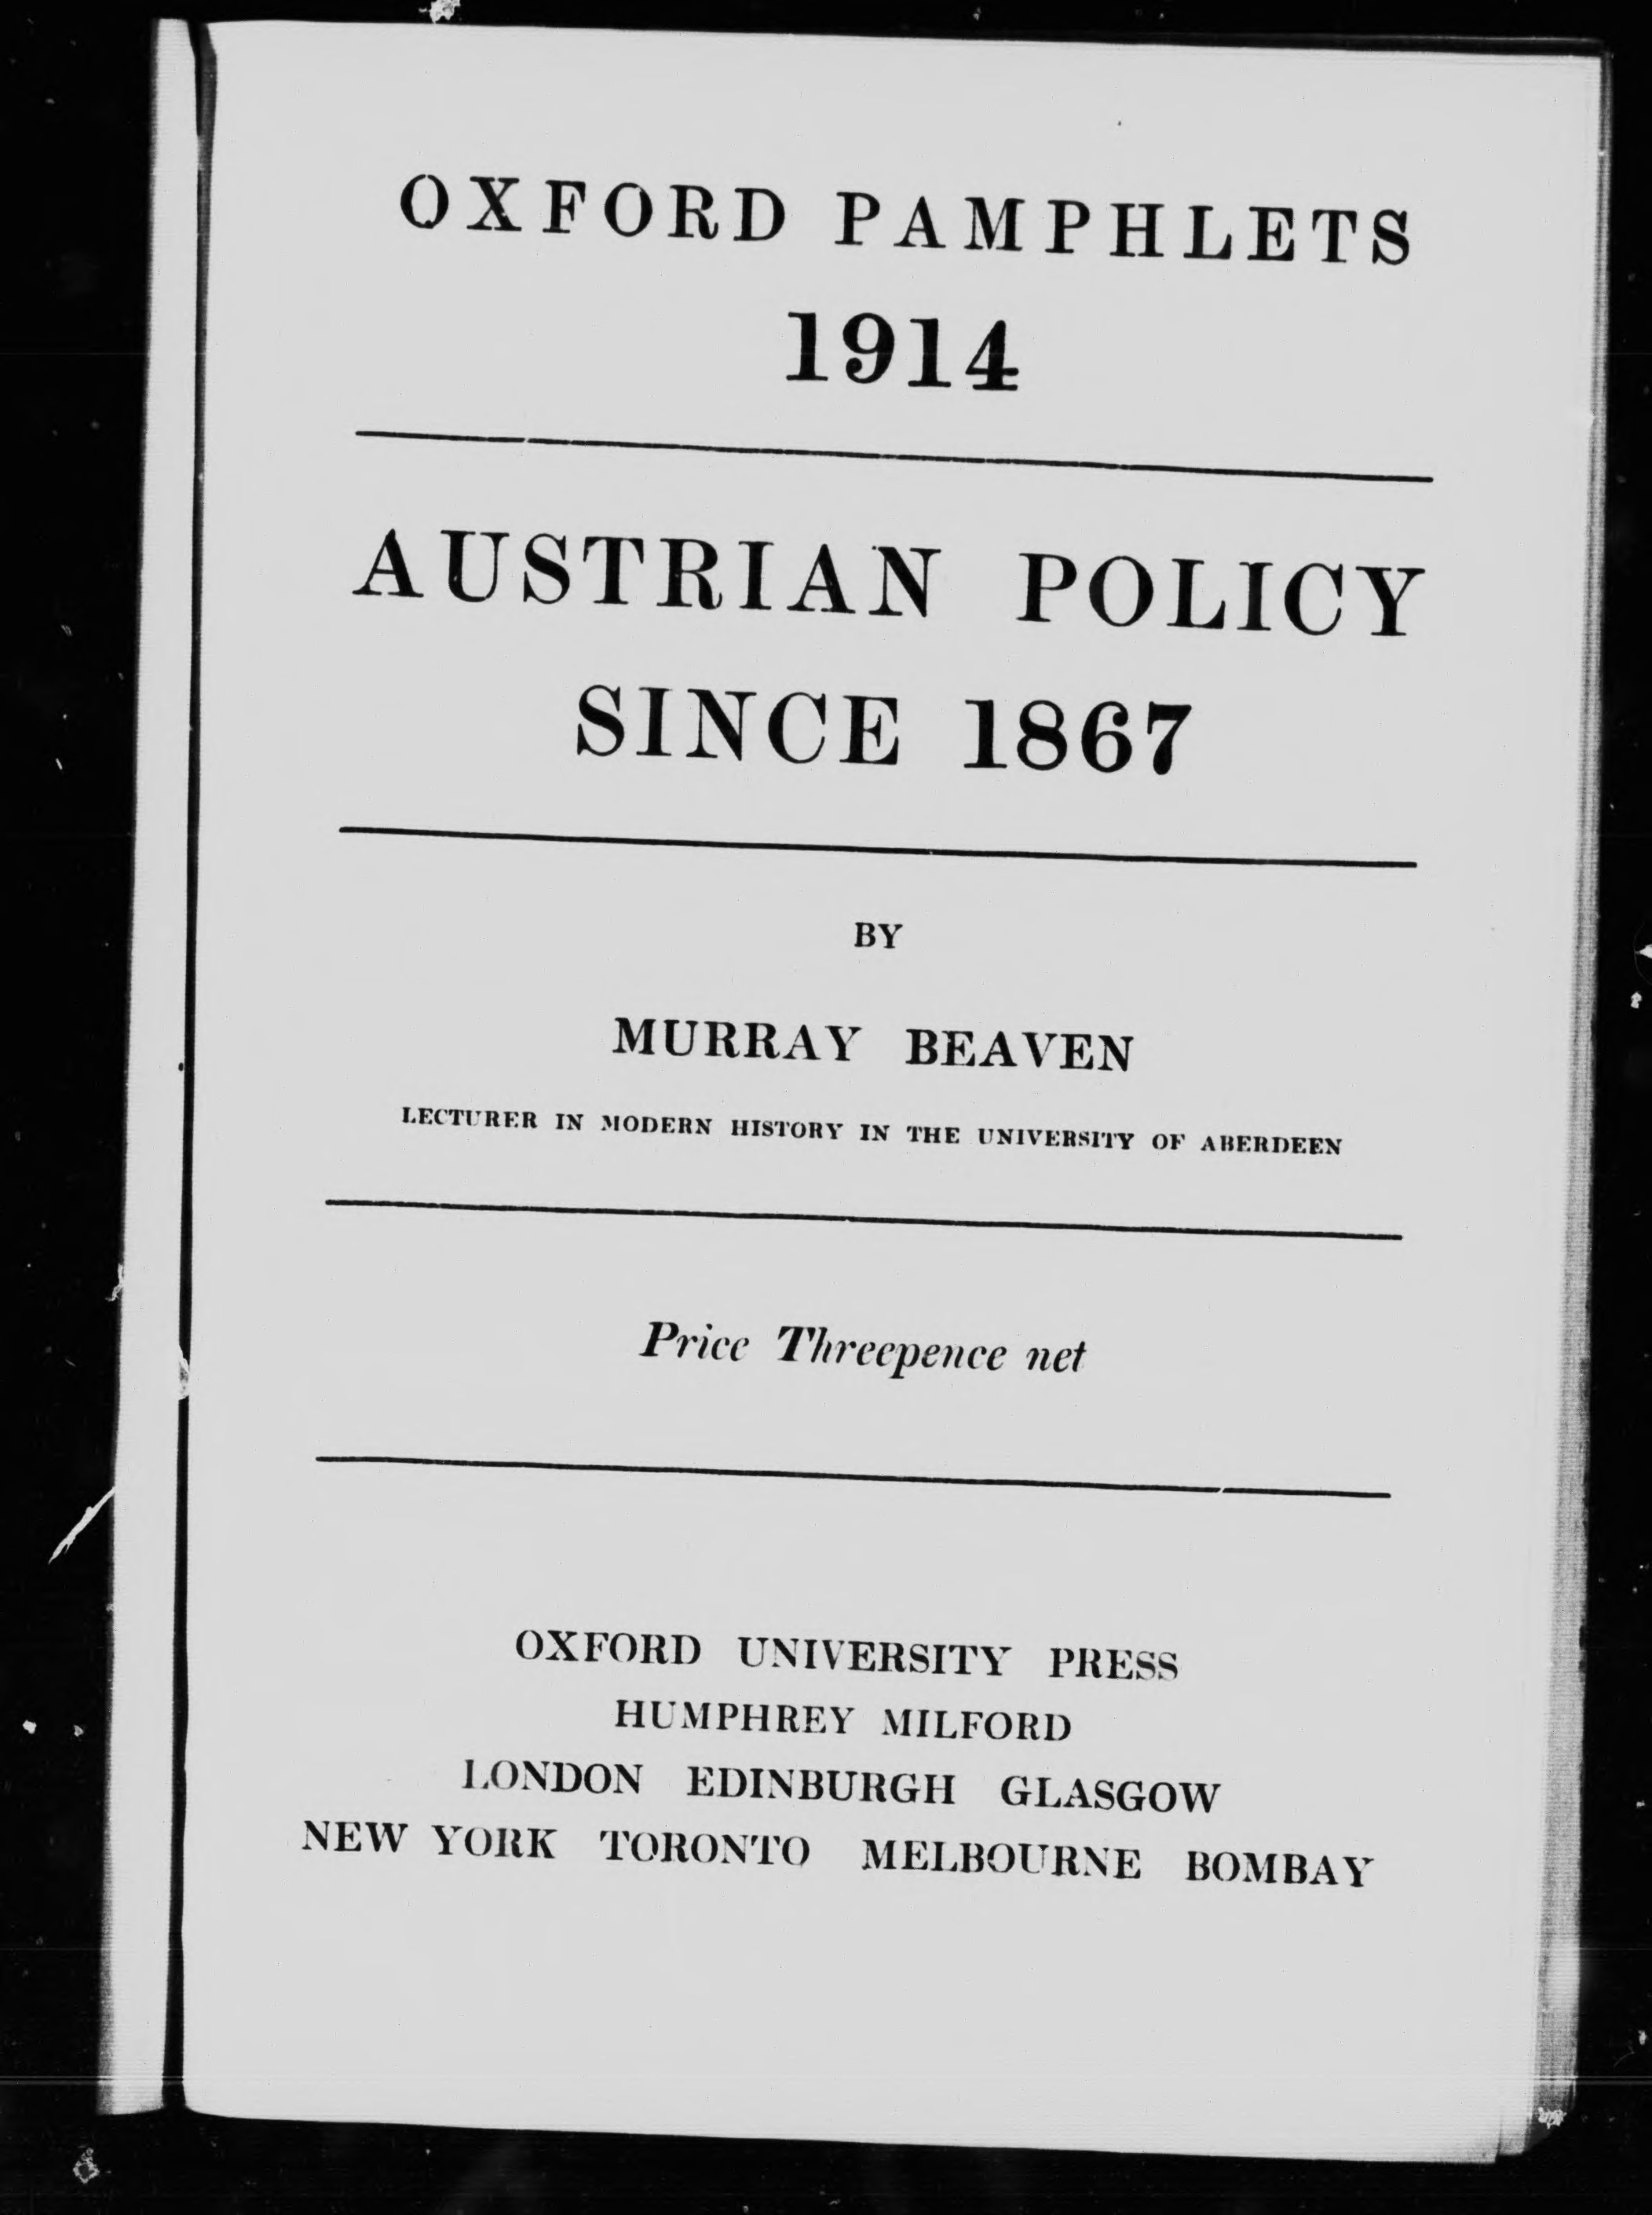 OXFORD PAMPHLETS
1914
AUSTRIAN POLICY
SINCE 1867
BY
MURRAY BEAVEN
LECTURER IN MODERN HISTORY IN THE UNIVERSITY OF ABERDEEN
Price Threepence net
OXFORD UNIVERSITY PRESS
HUMPHREY MILFORD
LONDON EDINBURGH GLASGOW
NEW YORK TORONTO MELBOURNE BOMBAY